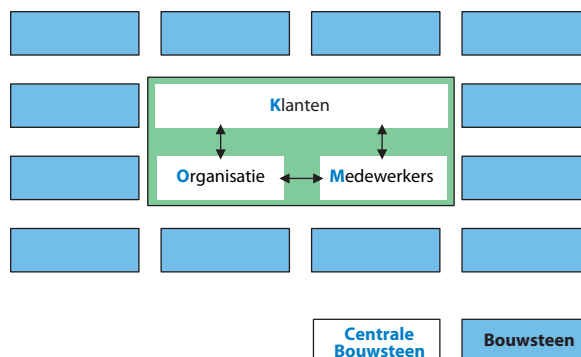 Klanten
Organisatie
Medewerkers
Centrale
Bouwsteen
Bouwsteen